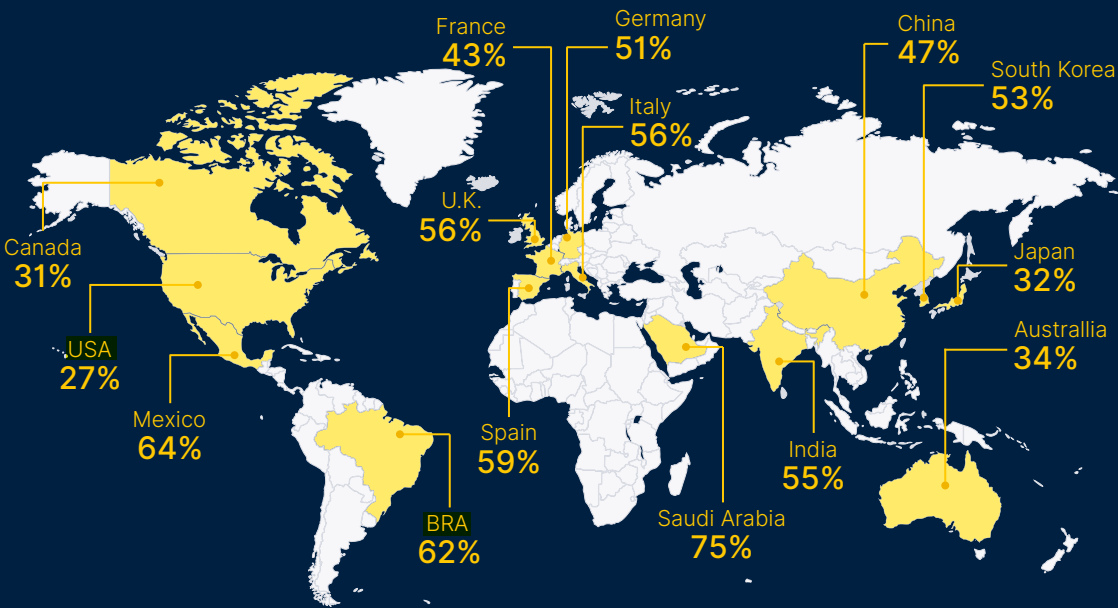 France
43%
Germany
51%
China
47%
South Korea
53%
Italy
56%
U.K.
56%
Canada
31%
Japan
32%
USA
27%
Australlia
34%
Mexico
64%
Spain
59%
India
55%
BRA
62%
Saudi Arabia
75%